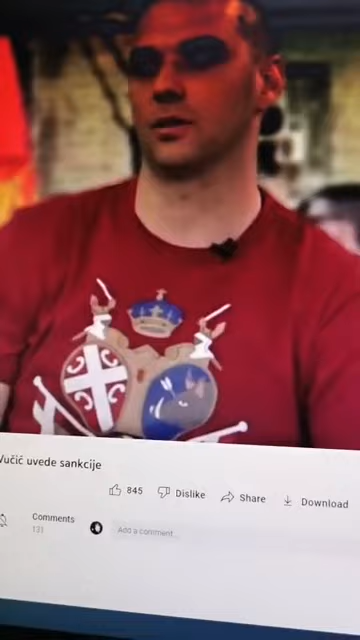 Vučić uvede sankcije
845 Dislike Share Download
Comments
131
Add a comment...